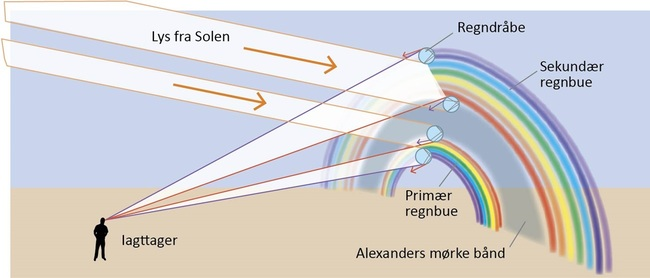 Lys fra Solen
Regndråbe
Sekundær
regnbue
Primær
regnbue
Iagttager
Alexanders mørke bånd